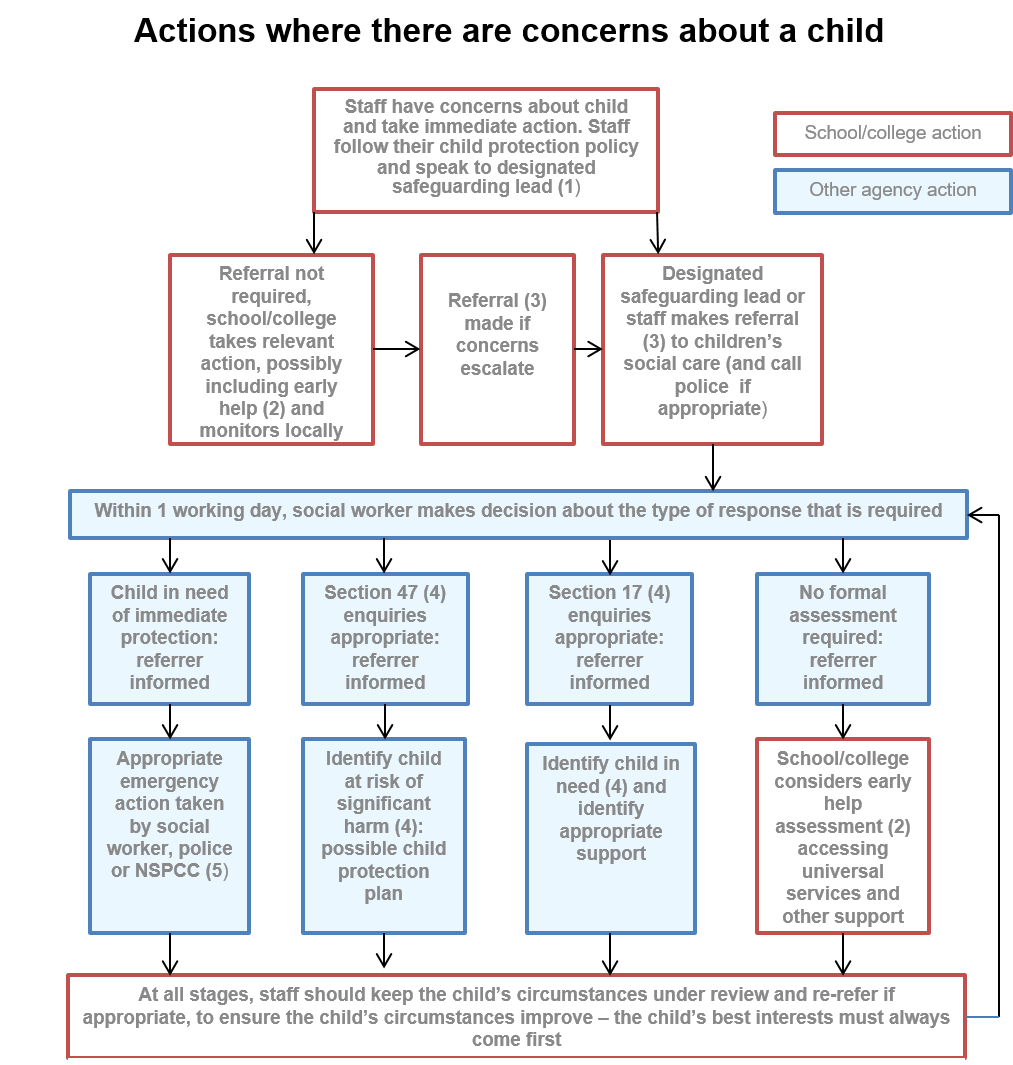 Actions where there are concerns about a child
Staff have concerns about child
and take immediate action. Staff
follow their child protection policy
and speak to designated
safeguarding lead (1)
School/college action
Other agency action
Referral not
required,
school/college
takes relevant
action, possibly
including early
help (2) and
monitors locally
Referral (3)
made if
concerns
escalate
Designated
safeguarding lead or
staff makes referral
(3) to children’s
social care (and call
police if
appropriate)
Within 1 working day, social worker makes decision about the type of response that is required
Child in need
of immediate
protection:
referrer
informed
Section 47 (4)
enquiries
appropriate:
referrer
informed
Section 17 (4)
enquiries
appropriate:
referrer
informed
No formal
assessment
required:
referrer
informed
Appropriate
emergency
action taken
by social
worker, police
or NSPCC (5)
Identify child
at risk of
significant
harm (4):
possible child
protection
plan
Identify child in
need (4) and
identify
appropriate
support
School/college
considers early
help
assessment (2)
accessing
universal
services and
other support
At all stages, staff should keep the child’s circumstances under review and re-refer if
appropriate, to ensure the child’s circumstances improve – the child’s best interests must always
come first